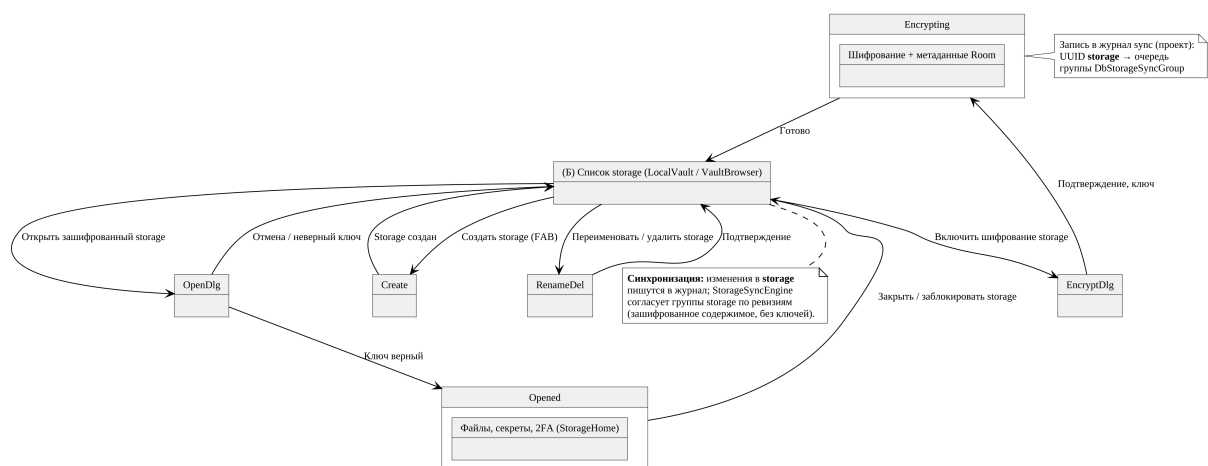 Encrypting
Шифрование + метаданные Room
Запись в журнал sync (проект):
UUID storage → очередь
группы DbStorageSyncGroup
Готово
(Б) Список storage (LocalVault / VaultBrowser)
Подтверждение, ключ
Открыть зашифрованный storage
Отмена / неверный ключ
Storage создан
Создать storage (FAB)
Переименовать / удалить storage
Подтверждение
Включить шифрование storage
OpenDlg
Create
RenameDel
Синхронизация: изменения в storage
пишутся в журнал; StorageSyncEngine
согласует группы storage по ревизиям
(зашифрованное содержимое, без ключей).
Закрыть / заблокировать storage
EncryptDlg
Ключ верный
Opened
Файлы, секреты, 2FA (StorageHome)